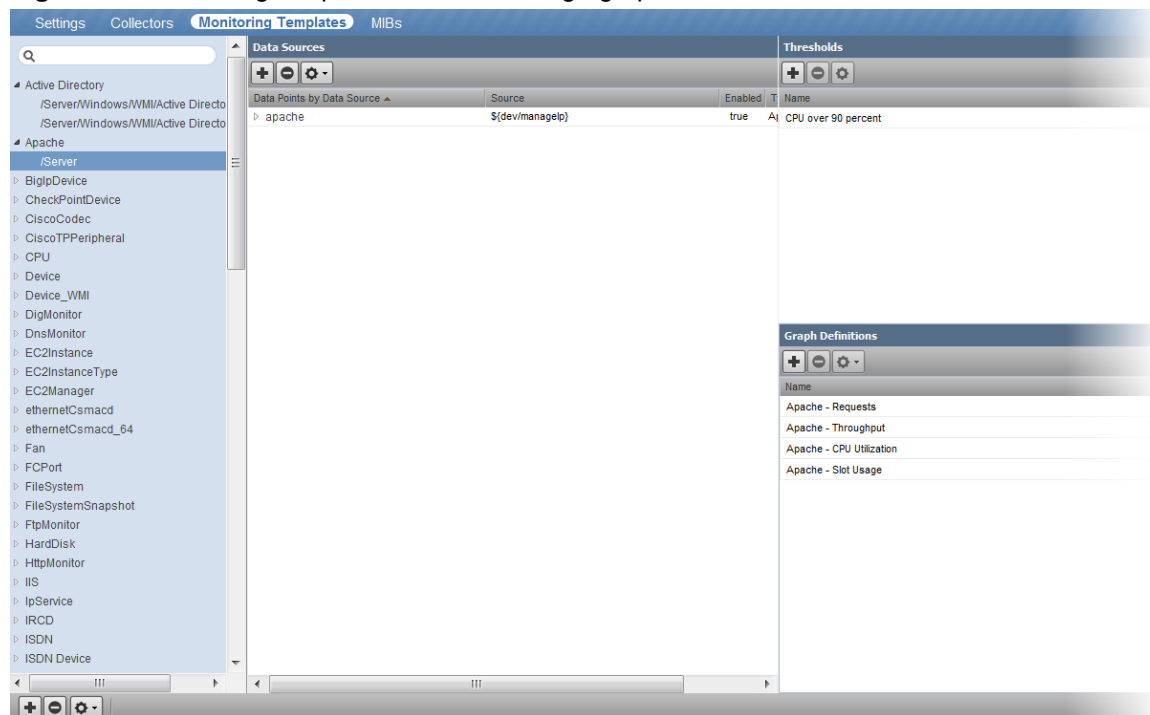 Settings Collectors Monitoring Templates MIBs
Active Directory
/Server/Windows/WMI/Active Directo
/Server/Windows/WMI/Active Directo
Apache
/Server
BigIpDevice
CheckPointDevice
CiscoCodec
CiscoTPPeripheral
CPU
Device
Device_WMI
DigMonitor
DnsMonitor
EC2Instance
EC2InstanceType
EC2Manager
ethernetCsmacd
ethernetCsmacd_64
Fan
FCPort
FileSystem
FileSystemSnapshot
FtpMonitor
HardDisk
HttpMonitor
IIS
IpService
IRCD
ISDN
ISDN Device
Data Sources
Data Points by Data Source Source Enabled T
apache ${dev/manageIp} true A
Thresholds
Name
CPU over 90 percent
Graph Definitions
Name
Apache - Requests
Apache - Throughput
Apache - CPU Utilization
Apache - Slot Usage